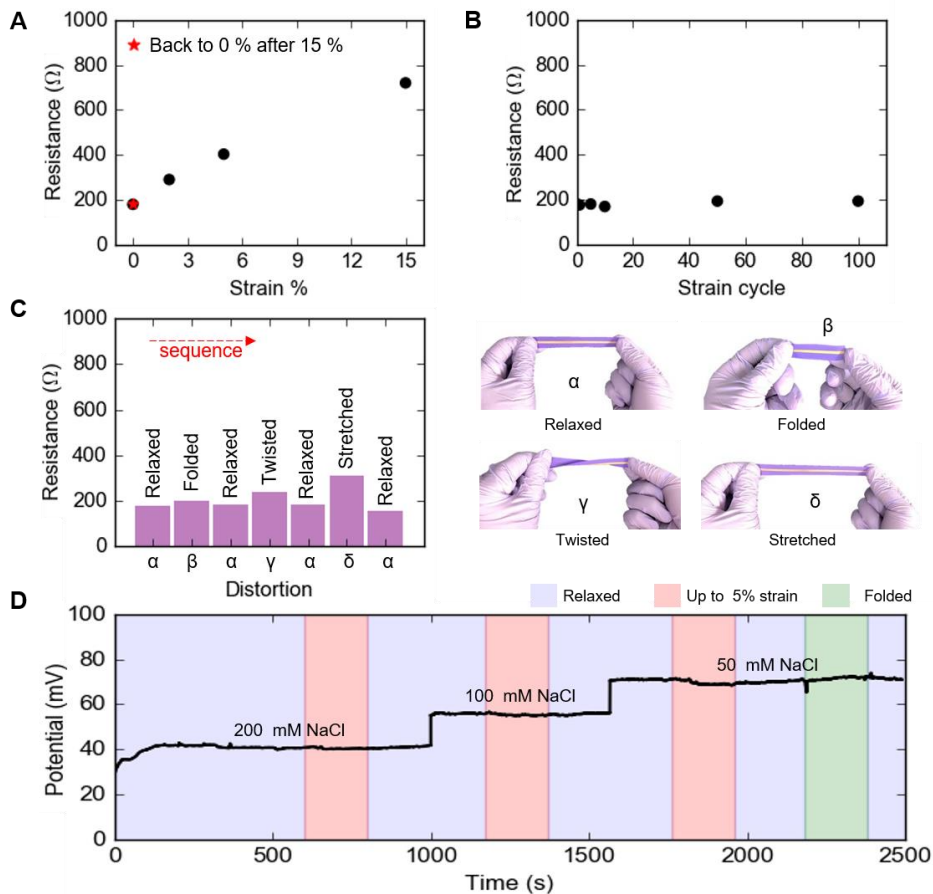 A
1000
800
600
400
200
0
Resistance (Ω)
★ Back to 0 % after 15 %
0 3 6 9 12 15
Strain %
B
1000
800
600
400
200
0
Resistance (Ω)
0 20 40 60 80 100
Strain cycle
C
1000
800
600
400
200
0
Resistance (Ω)
sequence
Relaxed
Folded
Relaxed
Twisted
Relaxed
Stretched
Relaxed
α β α γ α δ α
Distortion
α
Relaxed
β
Folded
γ
Twisted
δ
Stretched
D
Relaxed Up to 5% strain Folded
100
80
60
40
20
0
Potential (mV)
200 mM NaCl
100 mM NaCl
50 mM NaCl
0 500 1000 1500 2000 2500
Time (s)